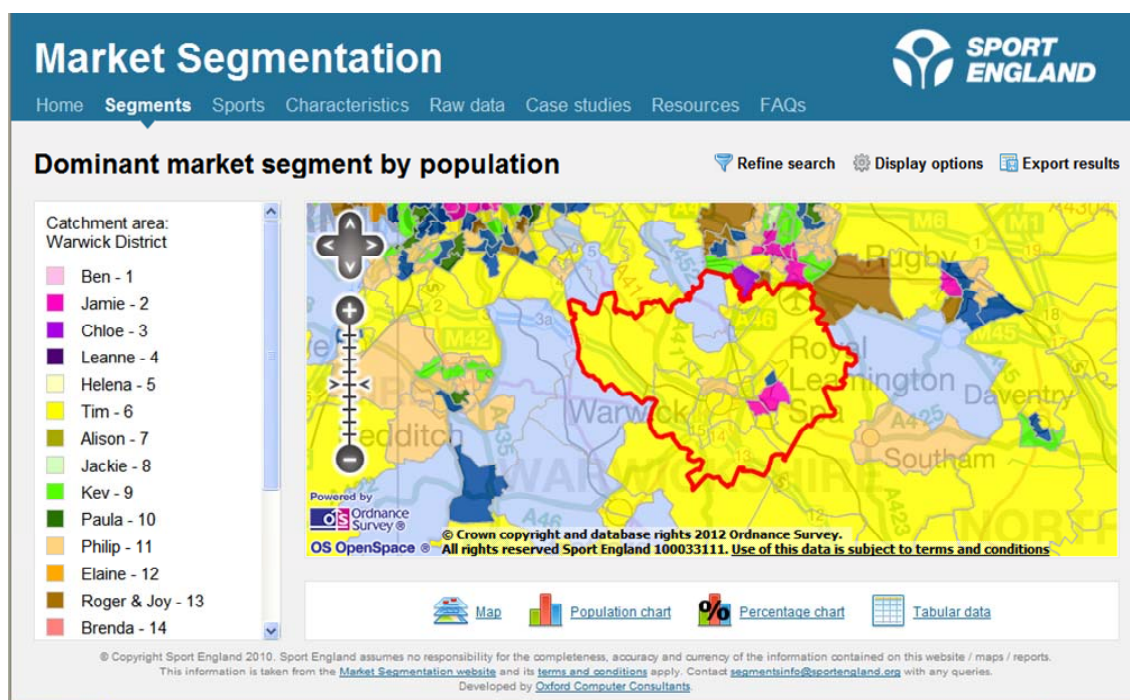 Market Segmentation
SPORT
ENGLAND
Home Segments Sports Characteristics Raw data Case studies Resources FAQs
Dominant market segment by population
Refine search Display options Export results
Catchment area:
Warwick District
Ben - 1
Jamie - 2
Chloe - 3
Leanne - 4
Helena - 5
Tim - 6
Alison - 7
Jackie - 8
Kev - 9
Paula - 10
Philip - 11
Elaine - 12
Roger & Joy - 13
Brenda - 14
M6 M1 A4304
Rugby
A45
M42
3a
A46
M45
Royal
Leamington
Spa
Daventry
Warwick
A425
Redditch
A435
Southam
WARWICKSHIRE
A423
NORTH
A46
Powered by
os Ordnance
Survey ®
OS OpenSpace ®
© Crown copyright and database rights 2012 Ordnance Survey.
All rights reserved Sport England 100033111. Use of this data is subject to terms and conditions
Map Population chart % Percentage chart Tabular data
© Copyright Sport England 2010. Sport England assumes no responsibility for the completeness, accuracy and currency of the information contained on this website / maps / reports.
This information is taken from the Market Segmentation website and its terms and conditions apply. Contact segmentsinfo@sportengland.org with any queries.
Developed by Oxford Computer Consultants.